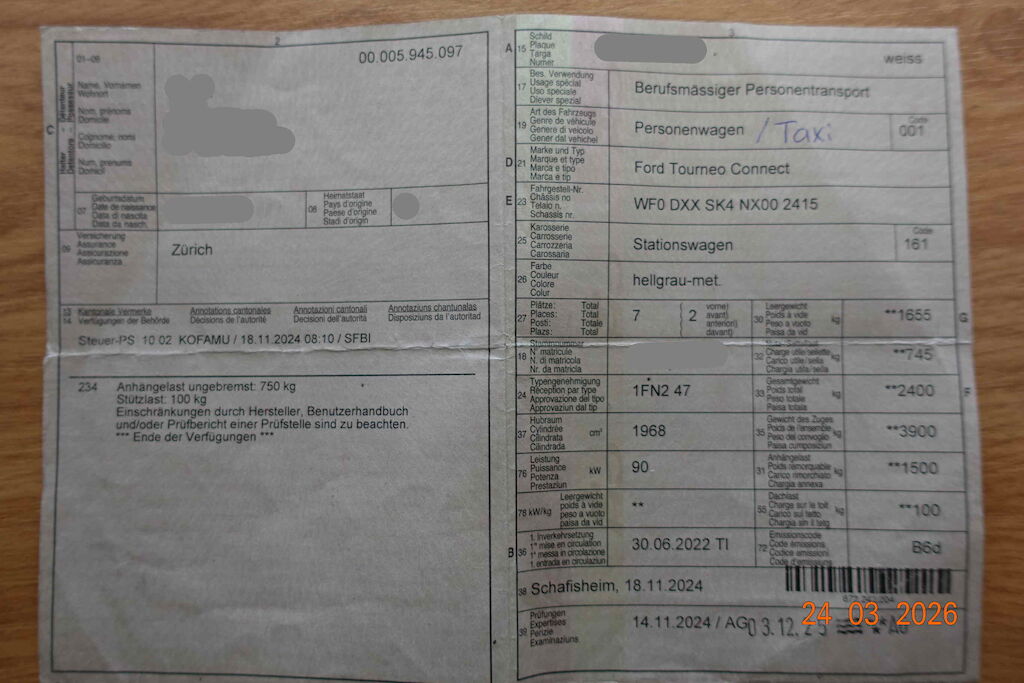 2
01-06
00.005.945.097
C
Name, Vornamen
Wohnort
Nom, prénoms
Domicile
Cognome, nomi
Domicilio
Num, prenums
Domicil
07
Geburtsdatum
Date de naissance
Data di nascita
Data da nasch.
08
Heimatstaat
Pays d'origine
Paese d'origine
Stadi d'origin
09
Versicherung
Assurance
Assicurazione
Assicuranza
Zürich
13
14
Kantonale Vermerke
Verfügungen der Behörde
Annotations cantonales
Décisions de l'autorité
Annotazioni cantonali
Decisioni dell'autorità
Annotaziuns chantunalas
Disposiziuns da l'autoritad
Steuer-PS 10.02 KOFAMU / 18.11.2024 08:10 / SFBI
234 Anhängelast ungebremst: 750 kg
Stützlast: 100 kg
Einschränkungen durch Hersteller, Benutzerhandbuch
und/oder Prüfbericht einer Prüfstelle sind zu beachten.
*** Ende der Verfügungen ***
3
A 15
Schild
Plaque
Targa
Numer
weiss
17
Bes. Verwendung
Usage spécial
Uso speciale
Diever spezial
Berufsmässiger Personentransport
19
Art des Fahrzeugs
Genre de véhicule
Genere di veicolo
Gener dal vehichel
Personenwagen / Taxi
Code
001
D 21
Marke und Typ
Marque et type
Marca e tipo
Marca e tip
Ford Tourneo Connect
E 23
Fahrgestell-Nr.
Châssis no
Telaio n.
Schassis nr.
WF0 DXX SK4 NX00 2415
25
Karosserie
Carrosserie
Carrozzeria
Carossaria
Stationswagen
Code
161
26
Farbe
Couleur
Colore
Colur
hellgrau-met.
27
Plätze: Total
Places: Total
Posti: Totale
Plazs: Total
7
( 2
vorne)
avant)
anteriori)
davant)
30
Leergewicht
Poids à vide
Peso a vuoto
Paisa da vid
kg
**1655
G
18
Stammnummer
N° matricule
N. di matricola
Nr. da matricla
32
Nutz-/Sattellast
Charge utile/sellette
Carico utile/sella
Chargia utila/sella
kg
**745
24
Typengenehmigung
Réception par type
Approvazione del tipo
Approvaziun dal tip
1FN2 47
33
Gesamtgewicht
Poids total
Peso totale
Paisa totala
kg
**2400
F
37
Hubraum
Cylindrée
Cilindrata
Cilindrada
cm³
1968
35
Gewicht des Zuges
Poids de l'ensemble
Peso del convoglio
Paisa cumposiziun
kg
**3900
76
Leistung
Puissance
Potenza
Prestaziun
kW
90
31
Anhängelast
Poids remorquable
Carico rimorchiato
Chargia annexa
kg
**1500
78 kW/kg
Leergewicht
poids à vide
peso a vuoto
paisa da vid
**
55
Dachlast
Charge sur le toit
Carico sul tetto
Chargia sin il tetg
kg
**100
B 36
1. Inverkehrsetzung
1re mise en circulation
1a messa in circolazione
1. entrada en circulaziun
30.06.2022 TI
72
Emissionscode
Code émissions
Codice emissioni
Code d'emissiuns
B6d
38 Schafisheim, 18.11.2024
39
Prüfungen
Expertises
Perizie
Examinaziuns
14.11.2024 / AG
03.12.25
AG
24 03 2026